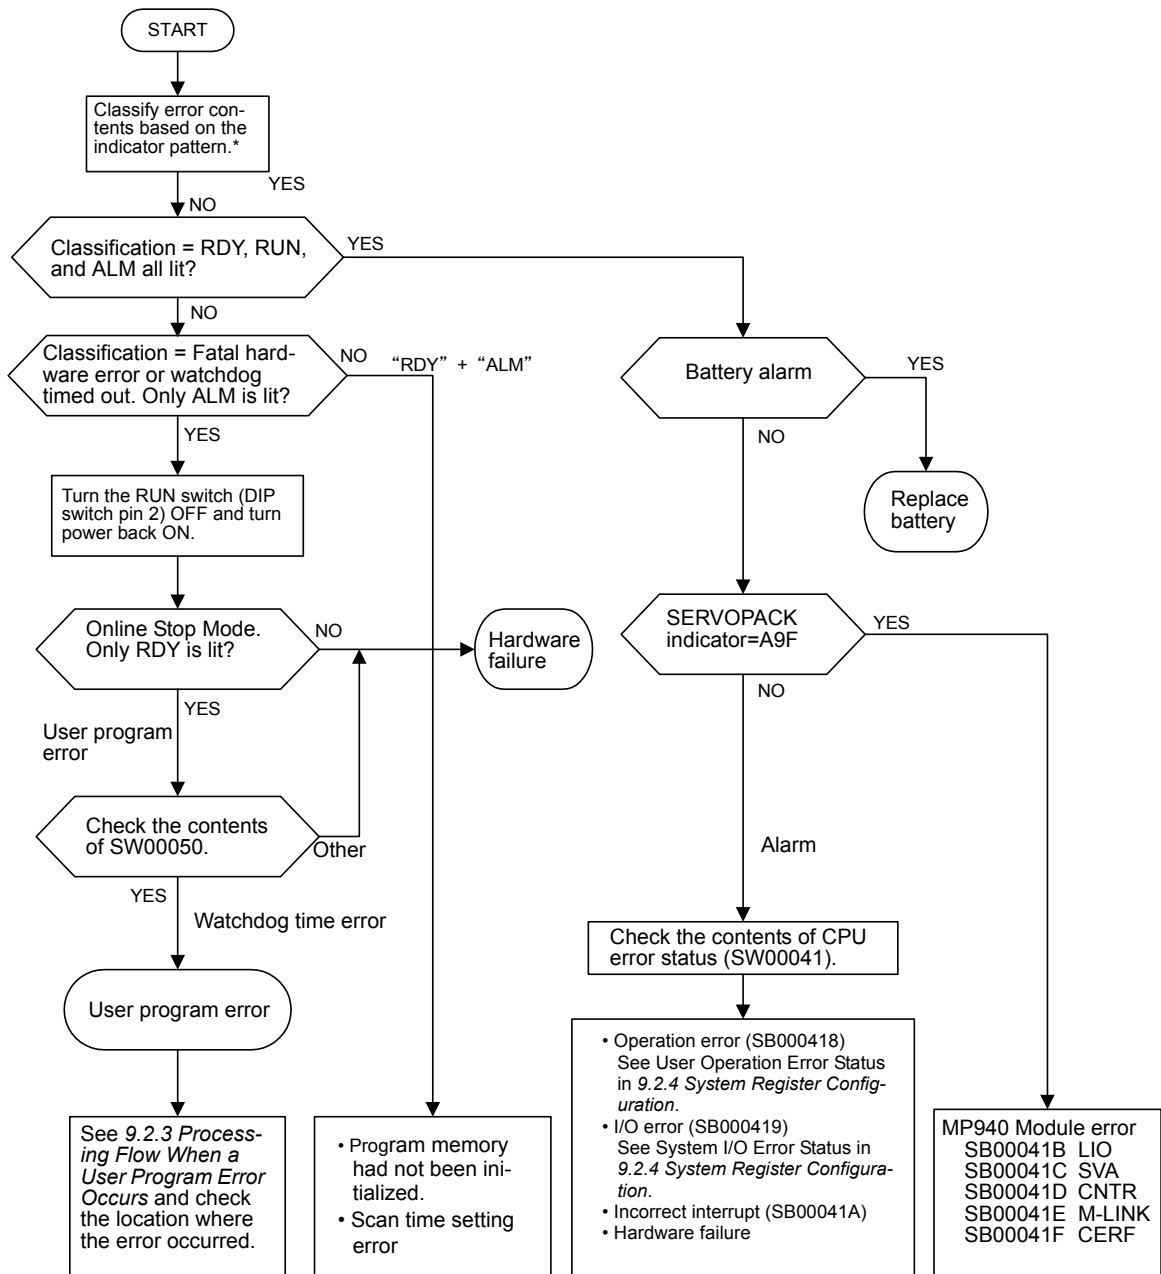 START
Classify error con-
tents based on the
indicator pattern.*
YES
NO
Classification = RDY, RUN,
and ALM all lit?
YES
NO
Classification = Fatal hard-
ware error or watchdog
timed out. Only ALM is lit?
NO
“RDY” + “ALM”
YES
Turn the RUN switch (DIP
switch pin 2) OFF and turn
power back ON.
Online Stop Mode.
Only RDY is lit?
NO
Hardware
failure
YES
User program
error
Check the contents
of SW00050.
Other
YES
Watchdog time error
User program error
See 9.2.3 Process-
ing Flow When a
User Program Error
Occurs and check
the location where
the error occurred.
• Program memory
had not been ini-
tialized.
• Scan time setting
error
Battery alarm
YES
NO
Replace
battery
SERVOPACK
indicator=A9F
YES
NO
Alarm
Check the contents of CPU
error status (SW00041).
• Operation error (SB000418)
See User Operation Error Status
in 9.2.4 System Register Config-
uration.
• I/O error (SB000419)
See System I/O Error Status in
9.2.4 System Register Configura-
tion.
• Incorrect interrupt (SB00041A)
• Hardware failure
MP940 Module error
SB00041B LIO
SB00041C SVA
SB00041D CNTR
SB00041E M-LINK
SB00041F CERF